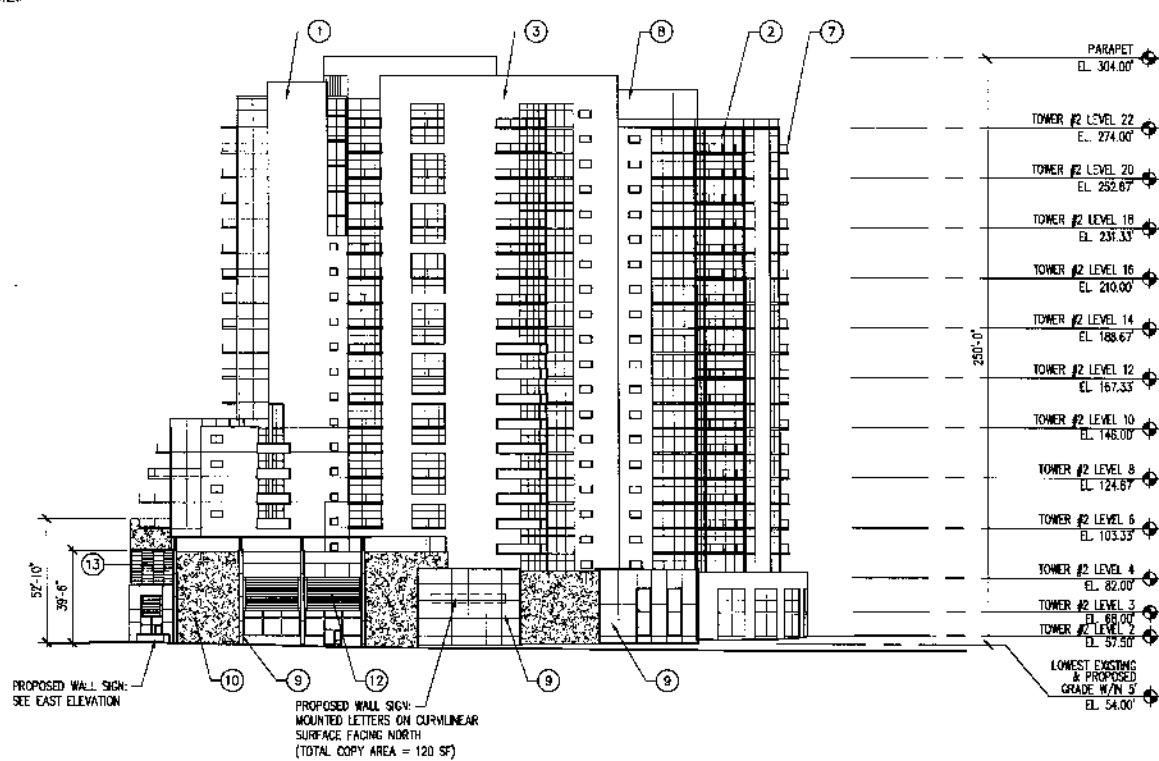 1
3
8
2
7
PARAPET
EL. 304.00'
TOWER #2 LEVEL 22
EL. 274.00'
TOWER #2 LEVEL 20
EL. 252.67'
TOWER #2 LEVEL 18
EL. 231.33'
TOWER #2 LEVEL 16
EL. 210.00'
TOWER #2 LEVEL 14
EL. 188.67'
250'-0"
TOWER #2 LEVEL 12
EL. 167.33'
TOWER #2 LEVEL 10
EL. 146.00'
TOWER #2 LEVEL 8
EL. 124.67'
TOWER #2 LEVEL 6
EL. 103.33'
TOWER #2 LEVEL 4
EL. 82.00'
TOWER #2 LEVEL 3
EL. 68.00'
TOWER #2 LEVEL 2
EL. 57.50'
LOWEST EXISTING
& PROPOSED
GRADE W/IN 5'
EL. 54.00'
52'-10"
39'-6"
13
10
9
12
9
9
PROPOSED WALL SIGN:
SEE EAST ELEVATION
PROPOSED WALL SIGN:
MOUNTED LETTERS ON CURVILINEAR
SURFACE FACING NORTH
(TOTAL COPY AREA = 120 SF)